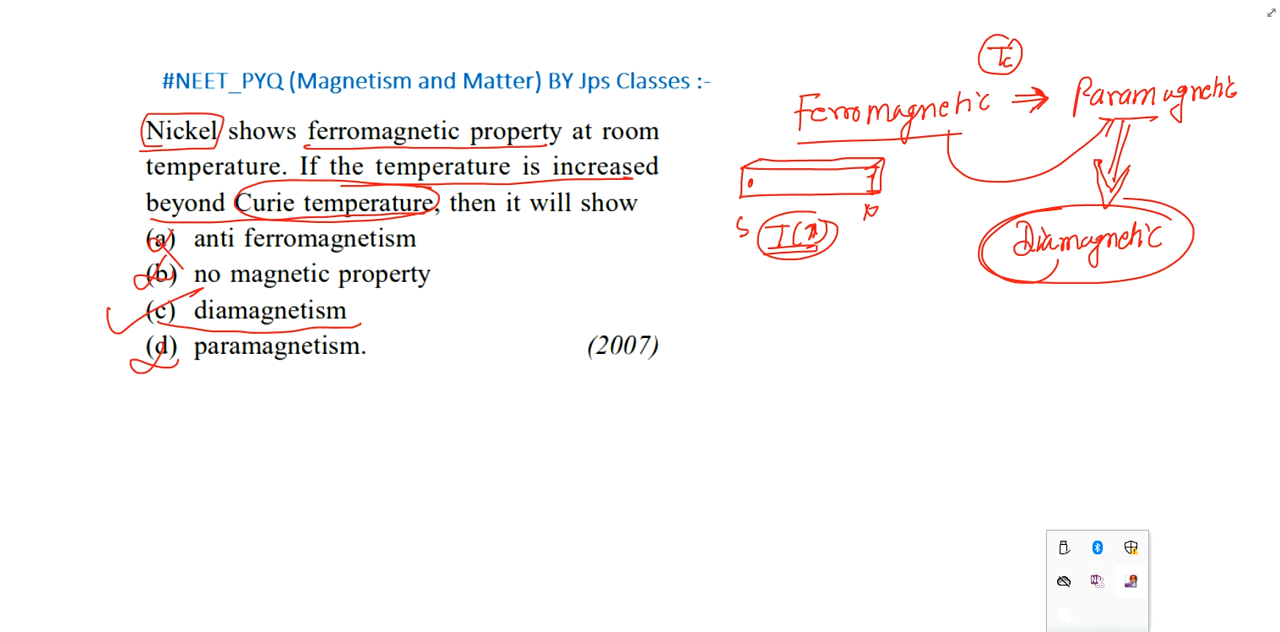 #NEET_PYQ (Magnetism and Matter) BY Jps Classes :-
Nickel shows ferromagnetic property at room
temperature. If the temperature is increased
beyond Curie temperature, then it will show
(a) anti ferromagnetism
(b) no magnetic property
(c) diamagnetism
(d) paramagnetism. (2007)
Tc
Ferromagnetic ⇒ Paramagnetic
S
Diamagnetic